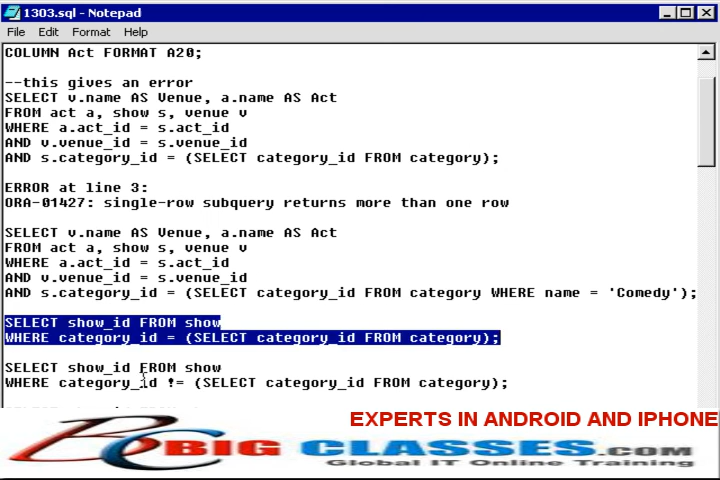 1303.sql - Notepad
File Edit Format Help
COLUMN Act FORMAT A20;
--this gives an error
SELECT v.name AS Venue, a.name AS Act
FROM act a, show s, venue v
WHERE a.act_id = s.act_id
AND v.venue_id = s.venue_id
AND s.category_id = (SELECT category_id FROM category);
ERROR at line 3:
ORA-01427: single-row subquery returns more than one row
SELECT v.name AS Venue, a.name AS Act
FROM act a, show s, venue v
WHERE a.act_id = s.act_id
AND v.venue_id = s.venue_id
AND s.category_id = (SELECT category_id FROM category WHERE name = 'Comedy');
SELECT show_id FROM show
WHERE category_id = (SELECT category_id FROM category);
SELECT show_id FROM show
WHERE category_id != (SELECT category_id FROM category);
EXPERTS IN ANDROID AND IPHONE
BC BIG CLASSES.COM
Global IT Online Training